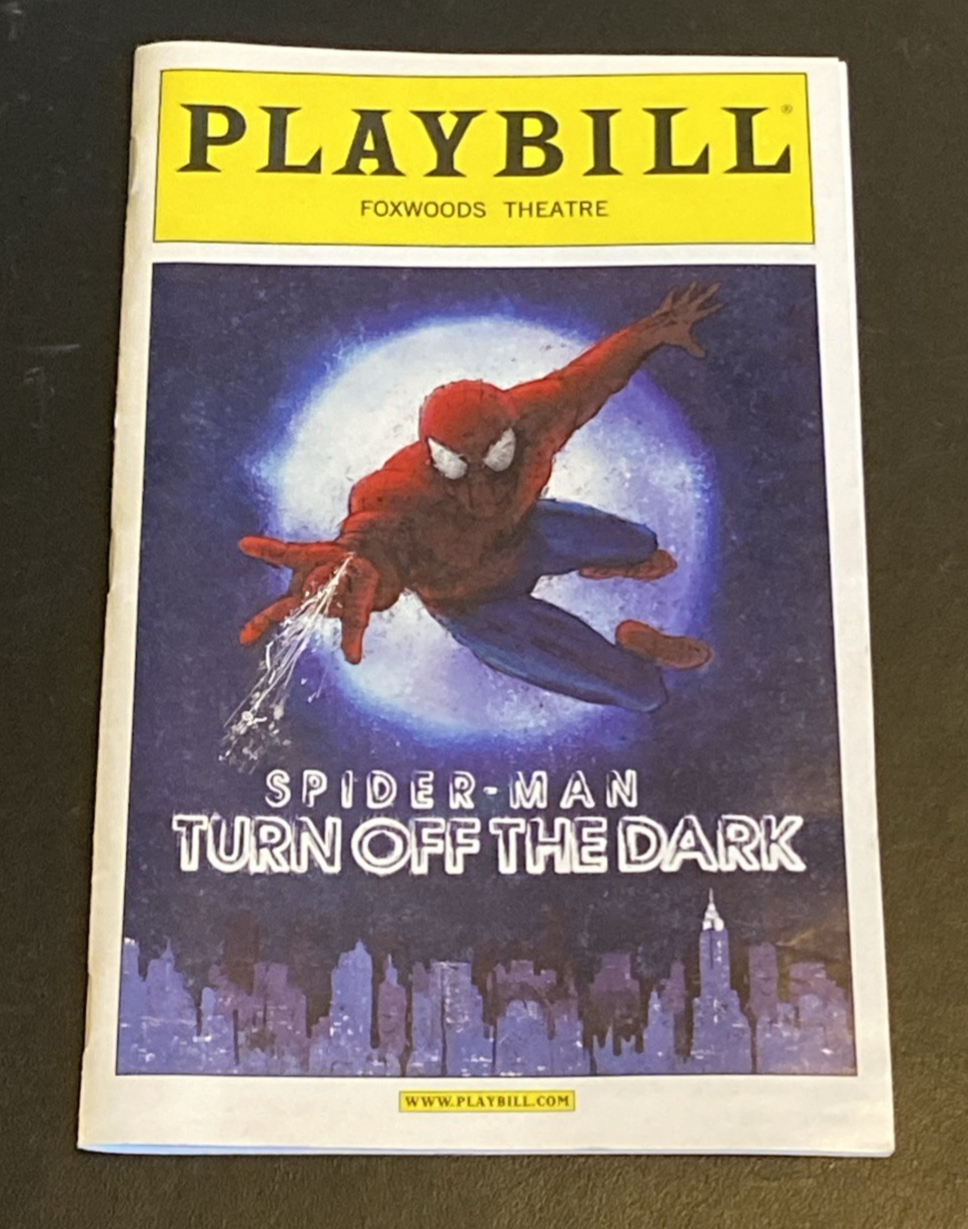 PLAYBILL®
FOXWOODS THEATRE
SPIDER-MAN
TURN OFF THE DARK
WWW.PLAYBILL.COM